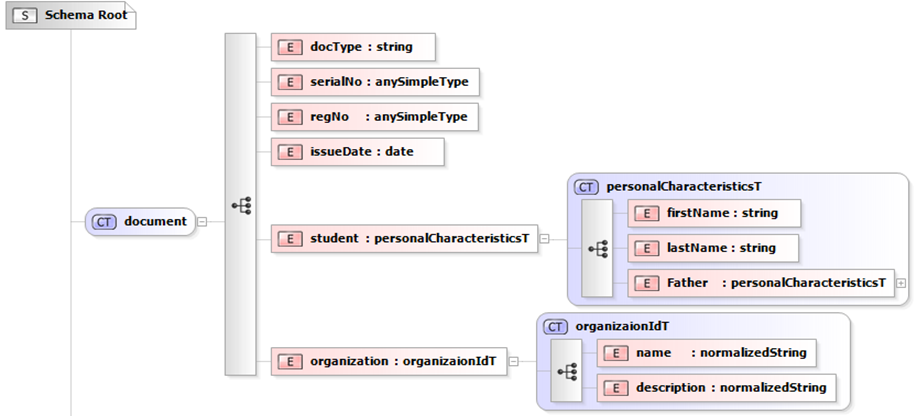 S Schema Root
CT document
E docType : string
E serialNo : anySimpleType
E regNo : anySimpleType
E issueDate : date
E student : personalCharacteristicsT
CT personalCharacteristicsT
E firstName : string
E lastName : string
E Father : personalCharacteristicsT
E organization : organizaionIdT
CT organizaionIdT
E name : normalizedString
E description : normalizedString